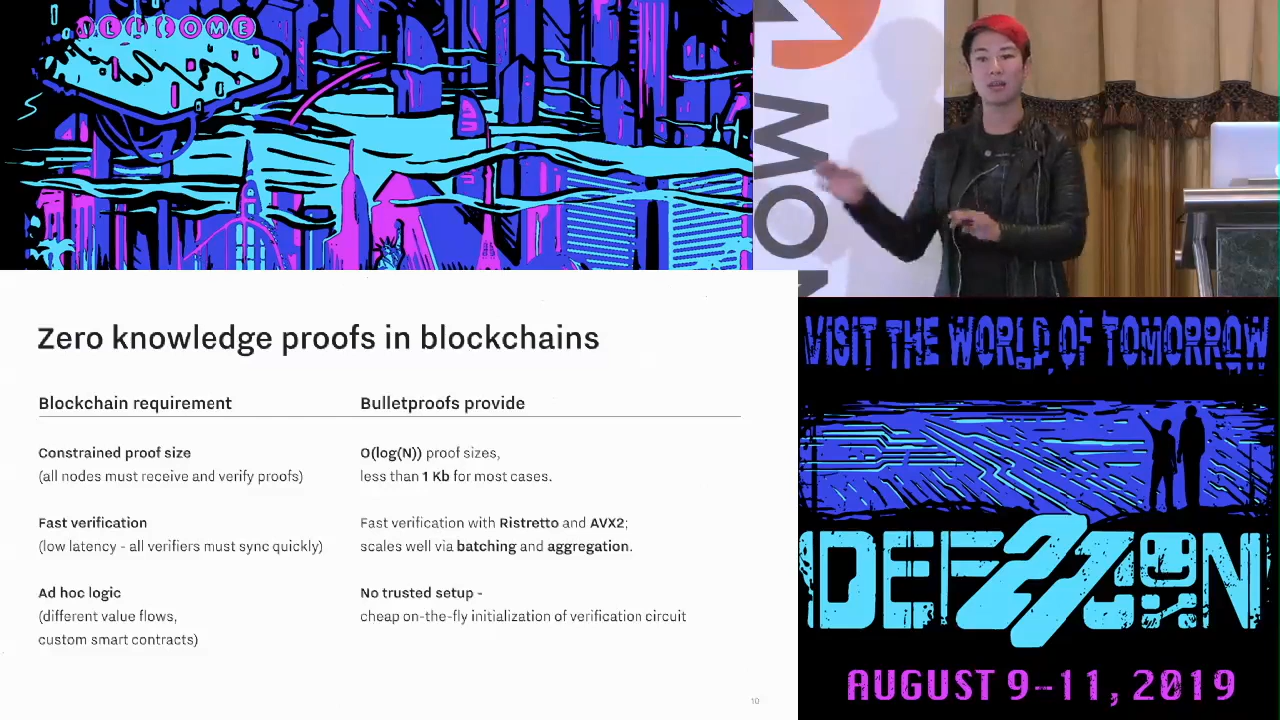 WELCOME
MON
Zero knowledge proofs in blockchains
Blockchain requirement
Bulletproofs provide
Constrained proof size
(all nodes must receive and verify proofs)
O(log(N)) proof sizes,
less than 1 Kb for most cases.
Fast verification
(low latency - all verifiers must sync quickly)
Fast verification with Ristretto and AVX2;
scales well via batching and aggregation.
Ad hoc logic
(different value flows,
custom smart contracts)
No trusted setup -
cheap on-the-fly initialization of verification circuit
10
VISIT THE WORLD OF TOMORROW
DEF 27 CON
AUGUST 9-11, 2019